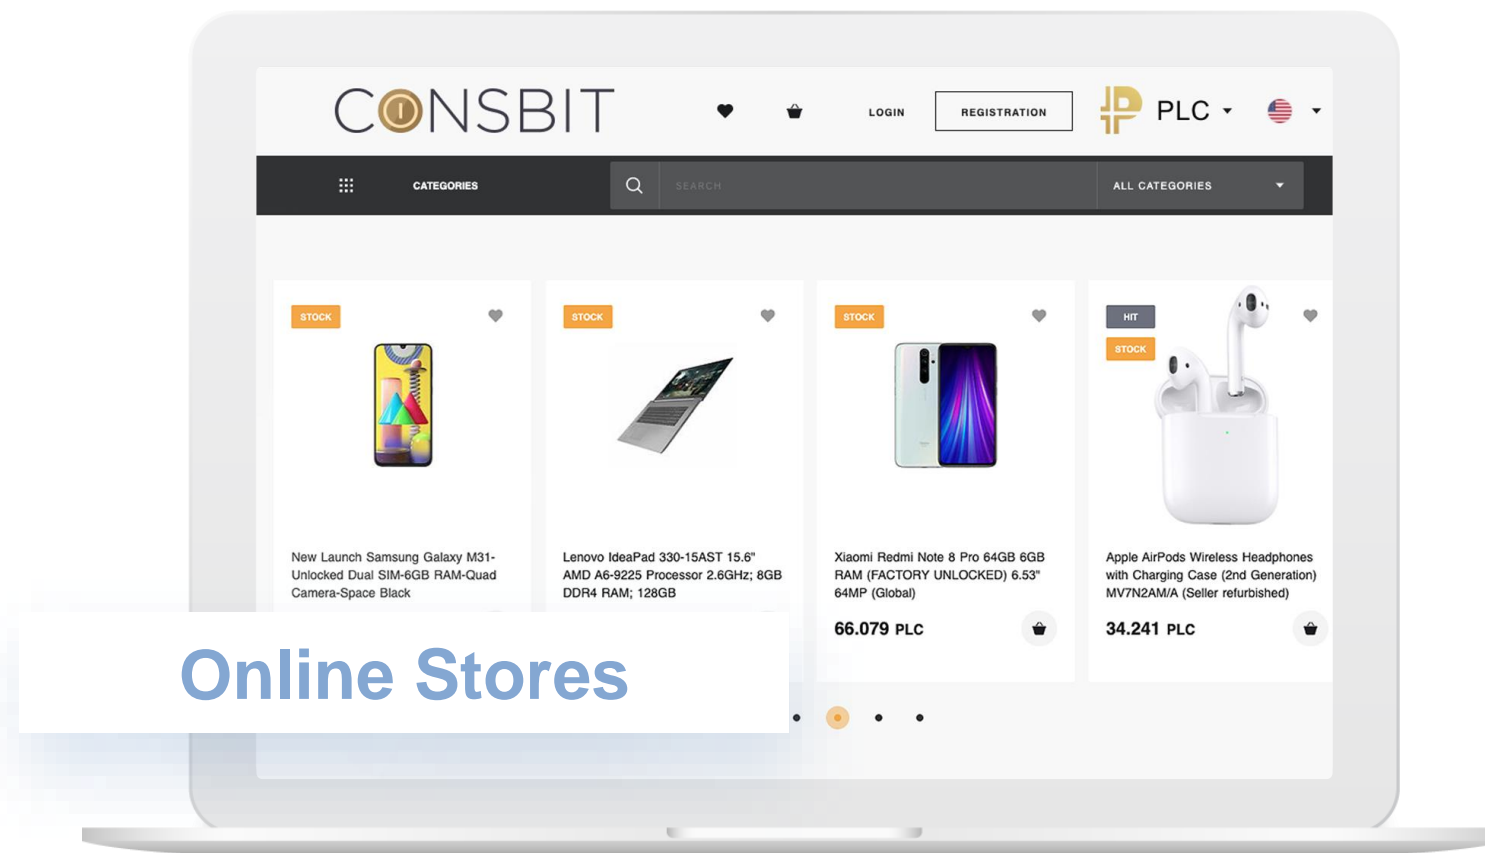 CONSBIT
LOGIN
REGISTRATION
PLC
CATEGORIES
SEARCH
ALL CATEGORIES
STOCK
STOCK
STOCK
HIT
STOCK
New Launch Samsung Galaxy M31-
Unlocked Dual SIM-6GB RAM-Quad
Camera-Space Black
Lenovo IdeaPad 330-15AST 15.6"
AMD A6-9225 Processor 2.6GHz; 8GB
DDR4 RAM; 128GB
Xiaomi Redmi Note 8 Pro 64GB 6GB
RAM (FACTORY UNLOCKED) 6.53"
64MP (Global)
66.079 PLC
Apple AirPods Wireless Headphones
with Charging Case (2nd Generation)
MV7N2AM/A (Seller refurbished)
34.241 PLC
Online Stores